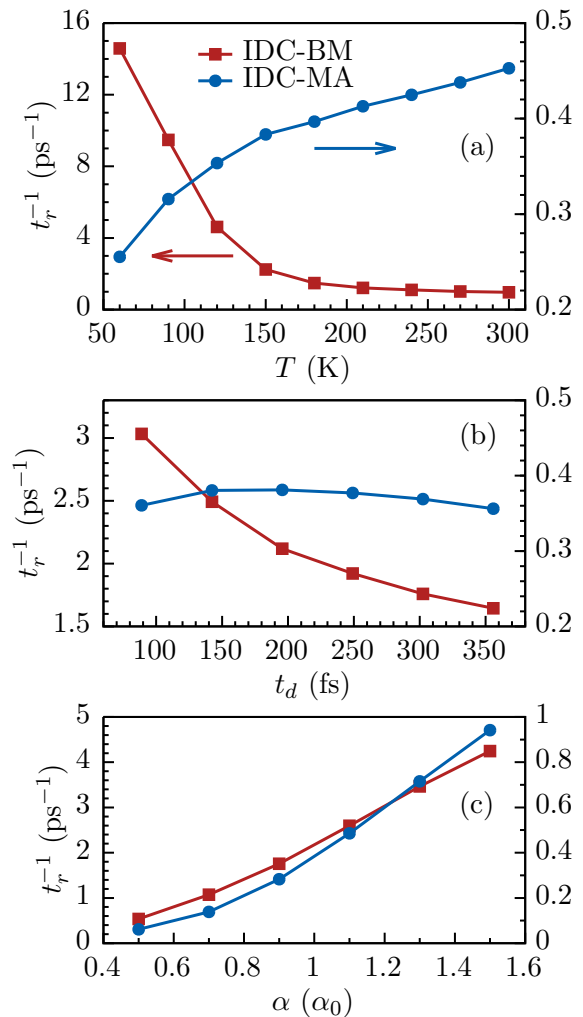 16 12 8 4 0
t_r^{-1} (ps^{-1})
IDC-BM
IDC-MA
(a)
0.5 0.4 0.3 0.2
50 100 150 200 250 300
T (K)
3 2.5 2 1.5
t_r^{-1} (ps^{-1})
(b)
0.5 0.4 0.3 0.2
100 150 200 250 300 350
t_d (fs)
5 4 3 2 1 0
t_r^{-1} (ps^{-1})
(c)
1 0.8 0.6 0.4 0.2 0
0.4 0.6 0.8 1 1.2 1.4 1.6
α (α_0)